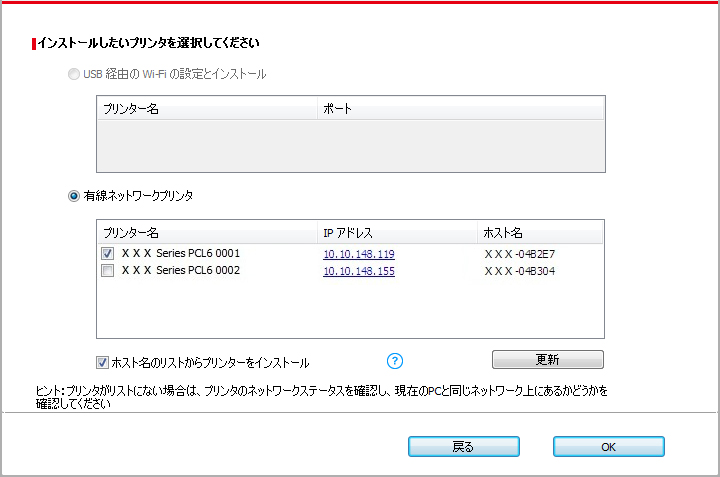 インストールしたいプリンタを選択してください
USB 経由の Wi-Fi の設定とインストール
プリンター名 ポート
有線ネットワークプリンタ
プリンター名 IP アドレス ホスト名
X X X Series PCL6 0001 10.10.148.119 X X X -04B2E7
X X X Series PCL6 0002 10.10.148.155 X X X -04B304
ホスト名のリストからプリンターをインストール ? 更新
ヒント：プリンタがリストにない場合は、プリンタのネットワークステータスを確認し、現在のPCと同じネットワーク上にあるかどうかを
確認してください
戻る OK